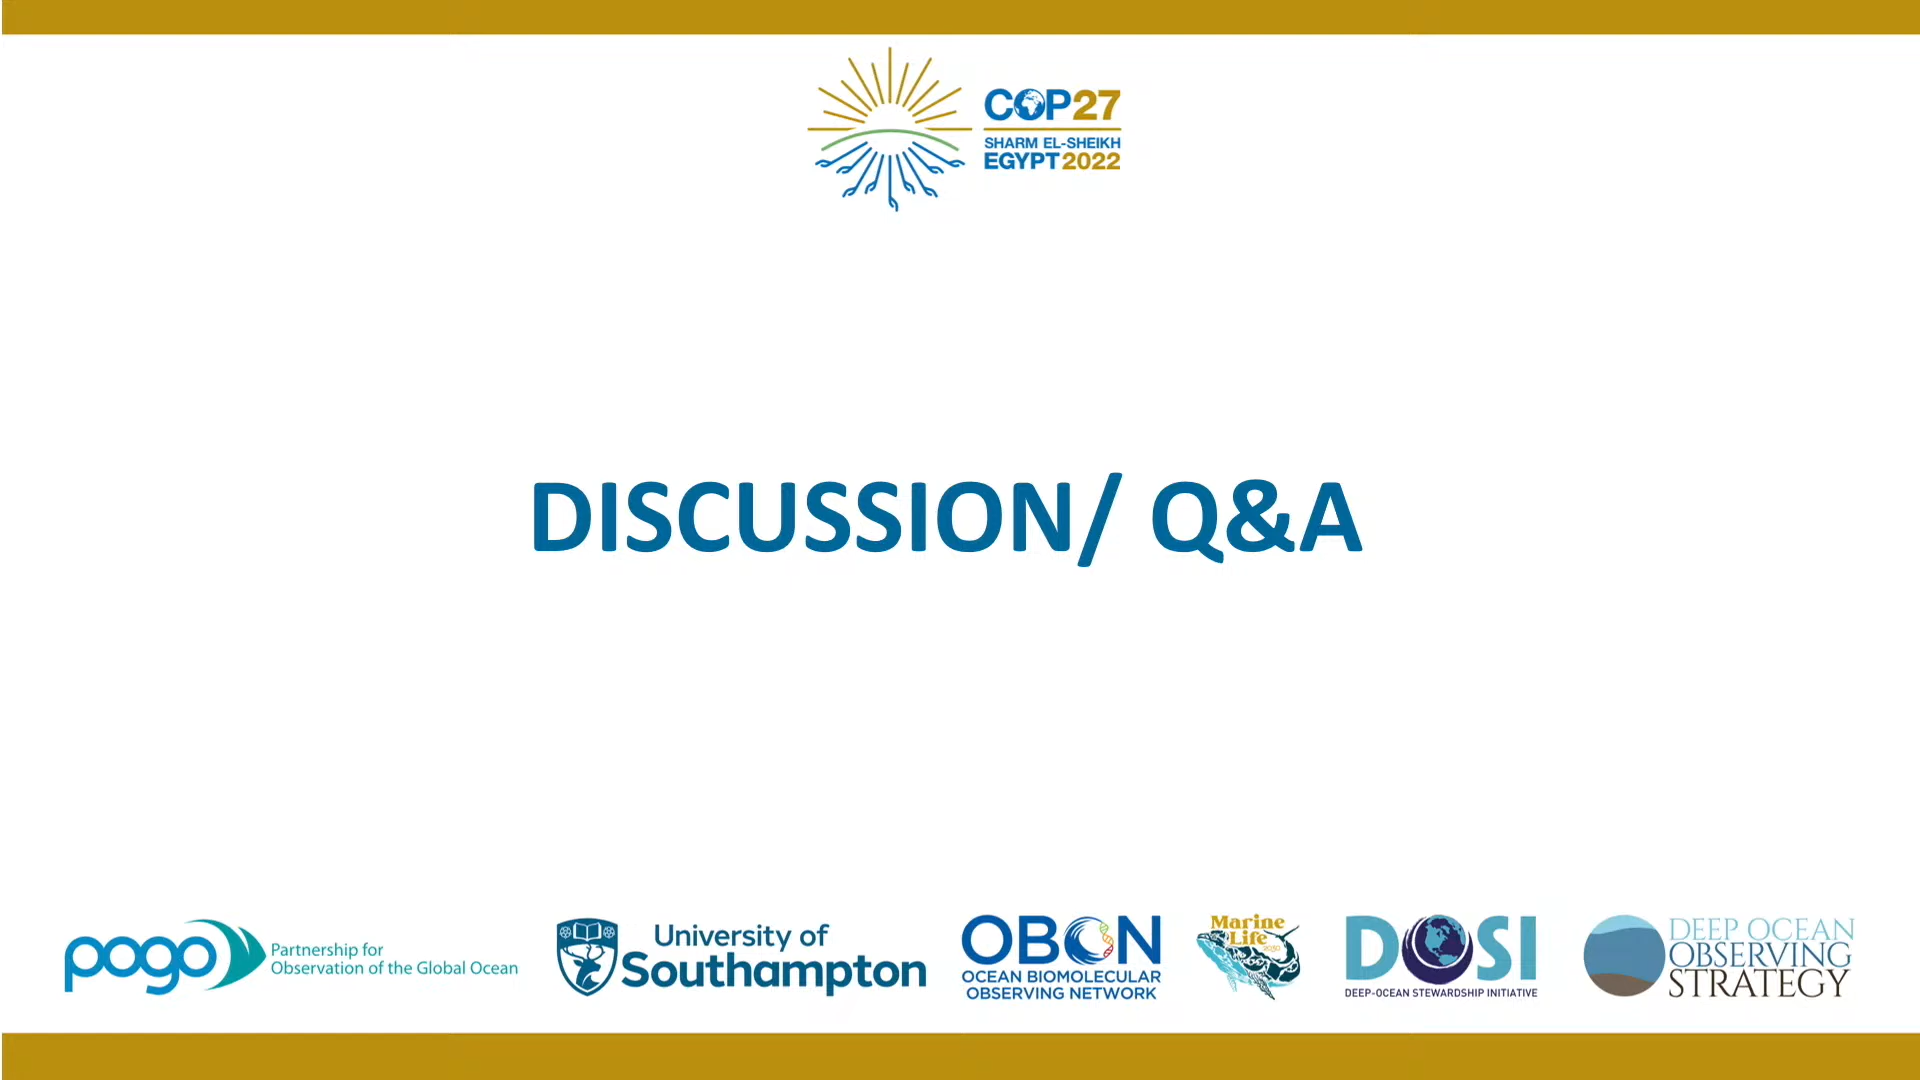 COP27
SHARM EL-SHEIKH
EGYPT 2022
DISCUSSION/ Q&A
pogo
Partnership for
Observation of the Global Ocean
University of
Southampton
OBON
OCEAN BIOMOLECULAR
OBSERVING NETWORK
Marine
Life
2030
DOSI
DEEP-OCEAN STEWARDSHIP INITIATIVE
DEEP OCEAN
OBSERVING
STRATEGY